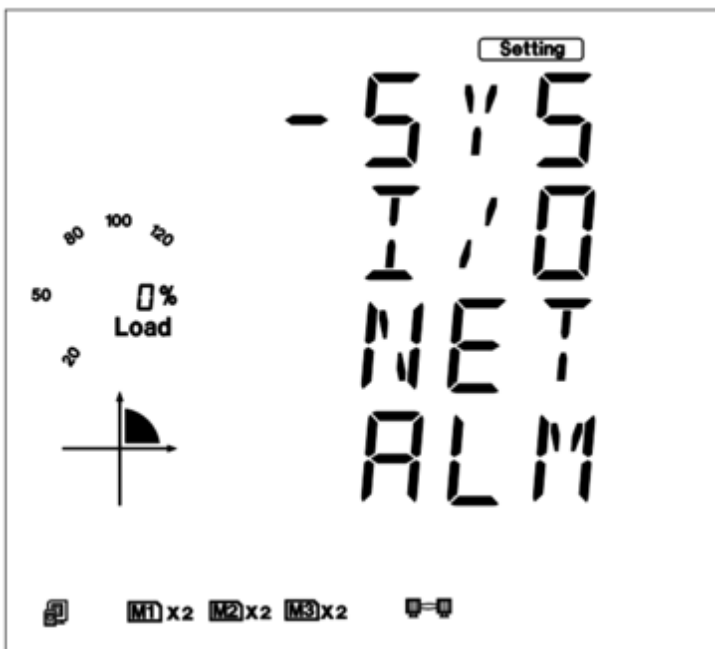 Setting
- SYS
I/O
NET
ALM
100
80
120
50
0%
Load
20
M1 X2 M2 X2 M3 X2